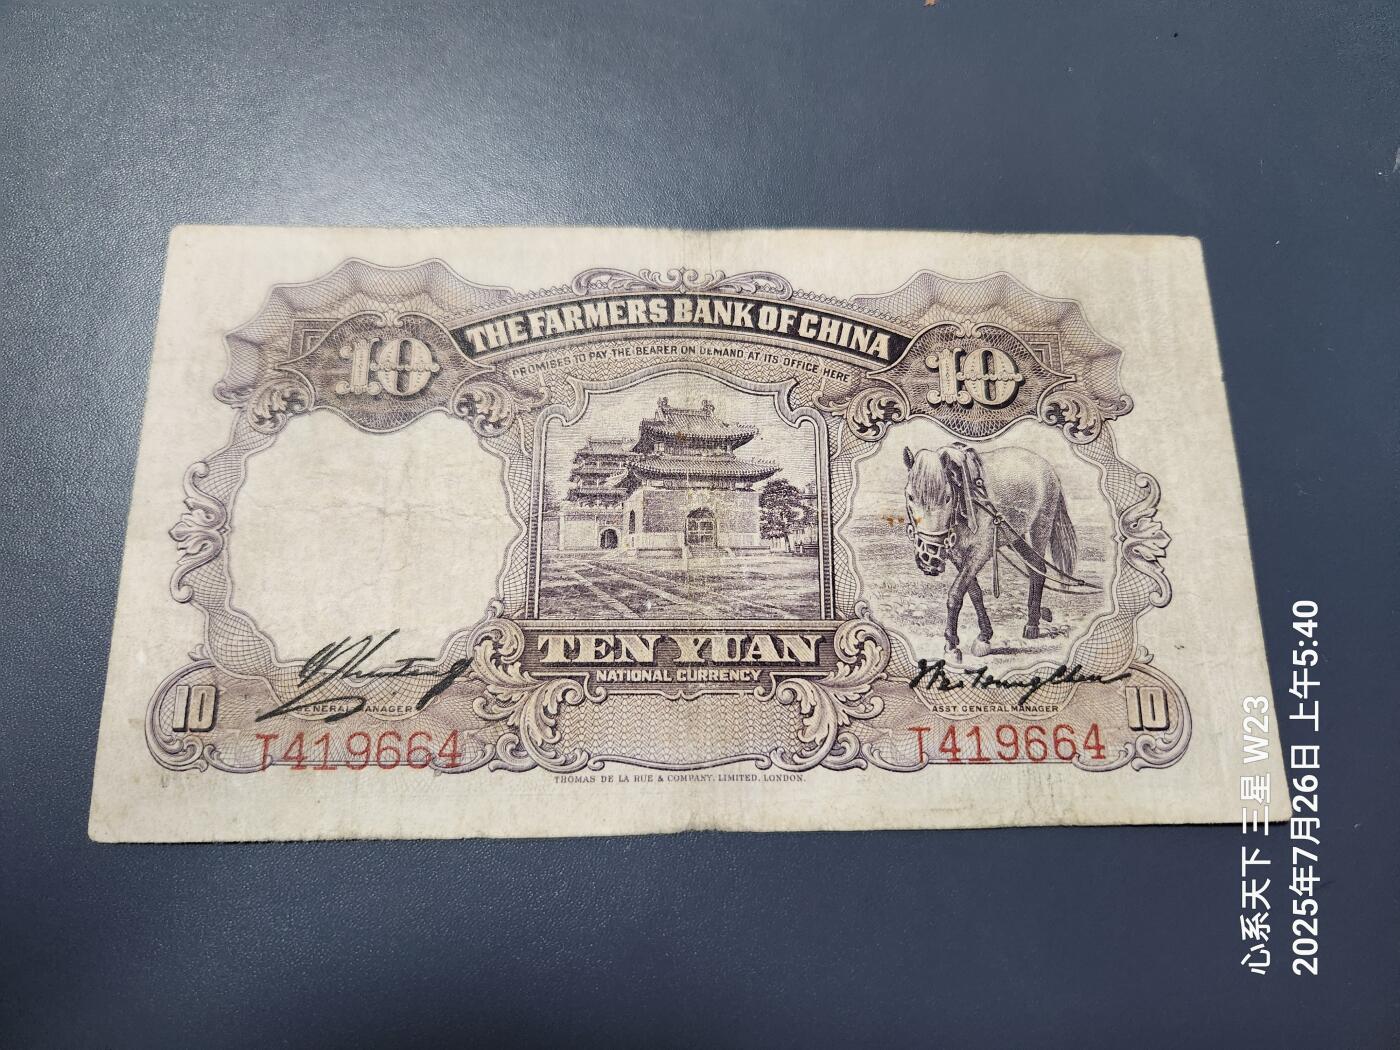 THE FARMERS BANK OF CHINA
PROMISES TO PAY THE BEARER ON DEMAND AT ITS OFFICE HERE
10
10
TEN YUAN
NATIONAL CURRENCY
10
GENERAL MANAGER
ASST GENERAL MANAGER
10
T419664
T419664
THOMAS DE LA RUE & COMPANY, LIMITED, LONDON.
心系天下 三星 W23
2025年7月26日 上午5:40